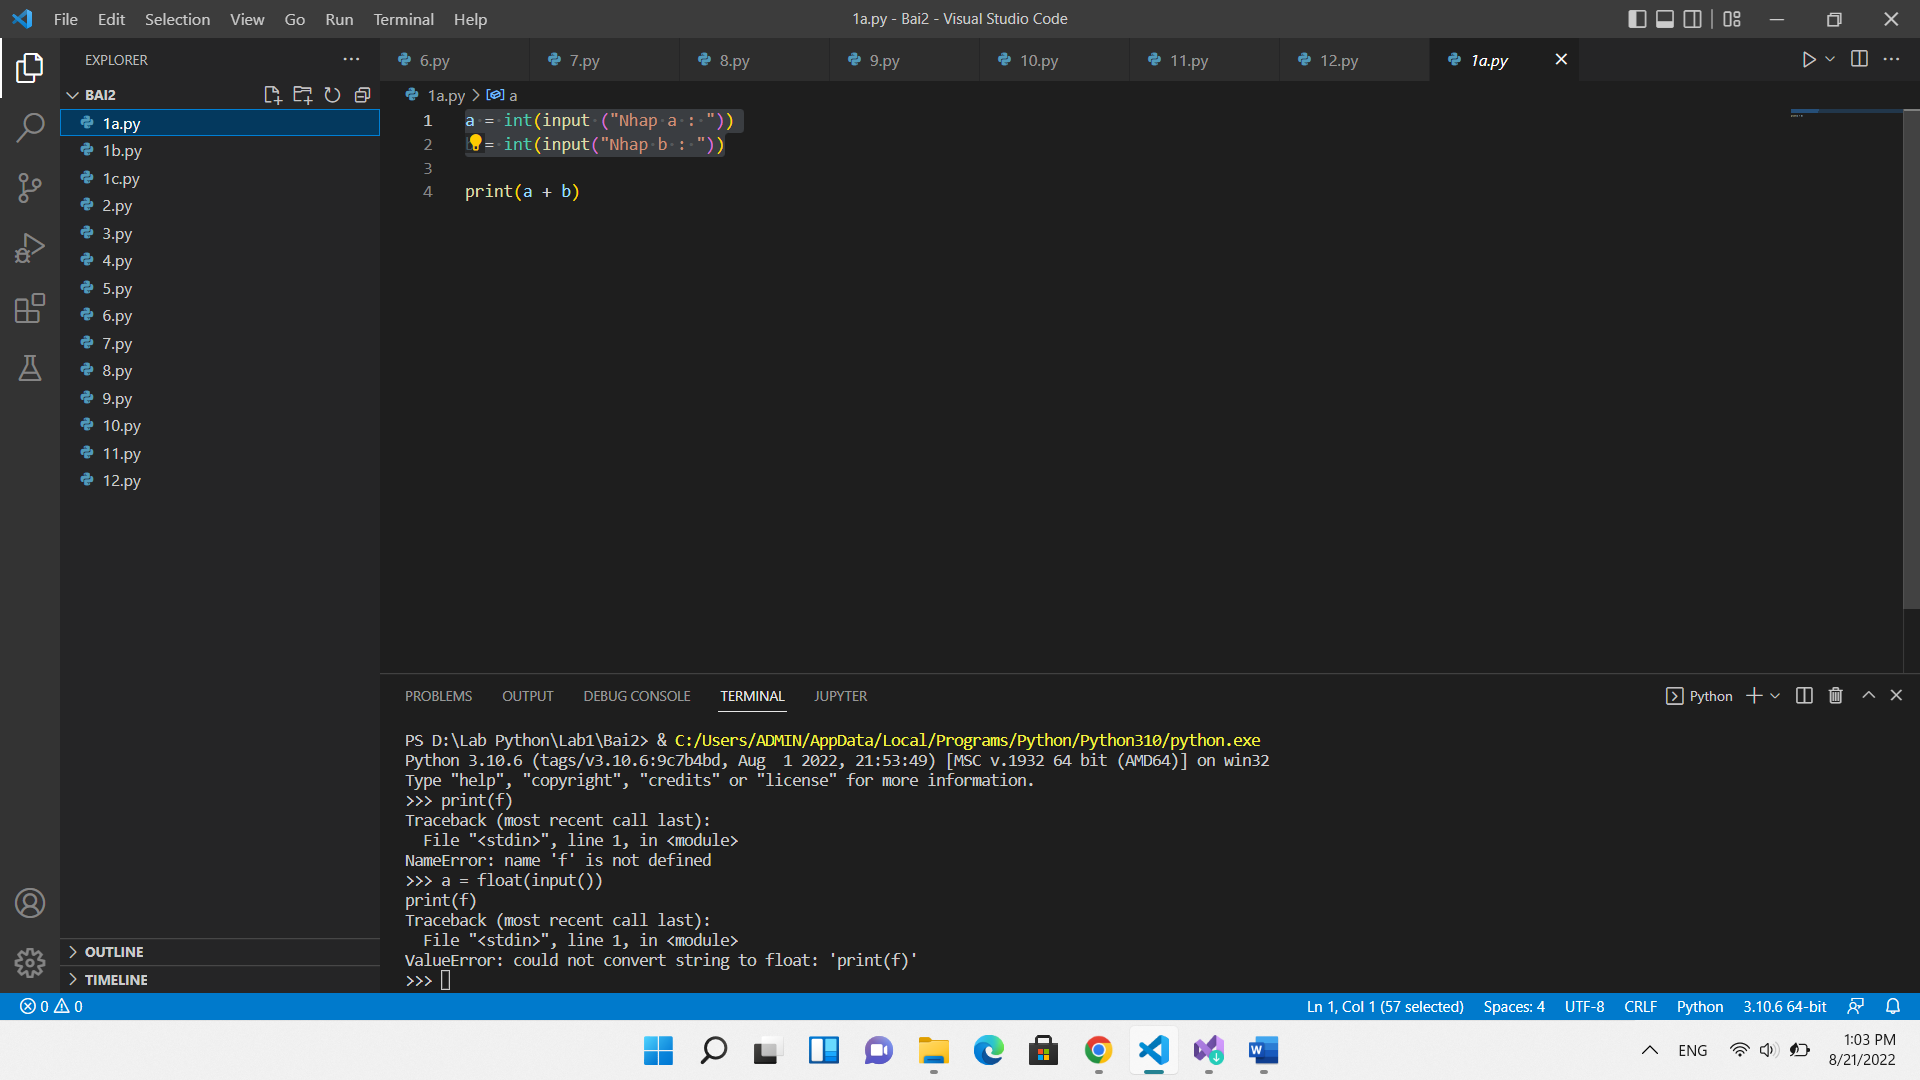 File Edit Selection View Go Run Terminal Help
1a.py - Bai2 - Visual Studio Code
EXPLORER
6.py 7.py 8.py 9.py 10.py 11.py 12.py 1a.py
BAI2
1a.py > a
1a.py
1b.py
1c.py
2.py
3.py
4.py
5.py
6.py
7.py
8.py
9.py
10.py
11.py
12.py
OUTLINE
TIMELINE
1 a = int(input ("Nhap a : "))
2 = int(input("Nhap b : "))
3
4 print(a + b)
PROBLEMS OUTPUT DEBUG CONSOLE TERMINAL JUPYTER
Python
PS D:\Lab Python\Lab1\Bai2> & C:/Users/ADMIN/AppData/Local/Programs/Python/Python310/python.exe
Python 3.10.6 (tags/v3.10.6:9c7b4bd, Aug  1 2022, 21:53:49) [MSC v.1932 64 bit (AMD64)] on win32
Type "help", "copyright", "credits" or "license" for more information.
>>> print(f)
Traceback (most recent call last):
  File "<stdin>", line 1, in <module>
NameError: name 'f' is not defined
>>> a = float(input())
print(f)
Traceback (most recent call last):
  File "<stdin>", line 1, in <module>
ValueError: could not convert string to float: 'print(f)'
>>>
0 0
Ln 1, Col 1 (57 selected) Spaces: 4 UTF-8 CRLF Python 3.10.6 64-bit
ENG
1:03 PM
8/21/2022